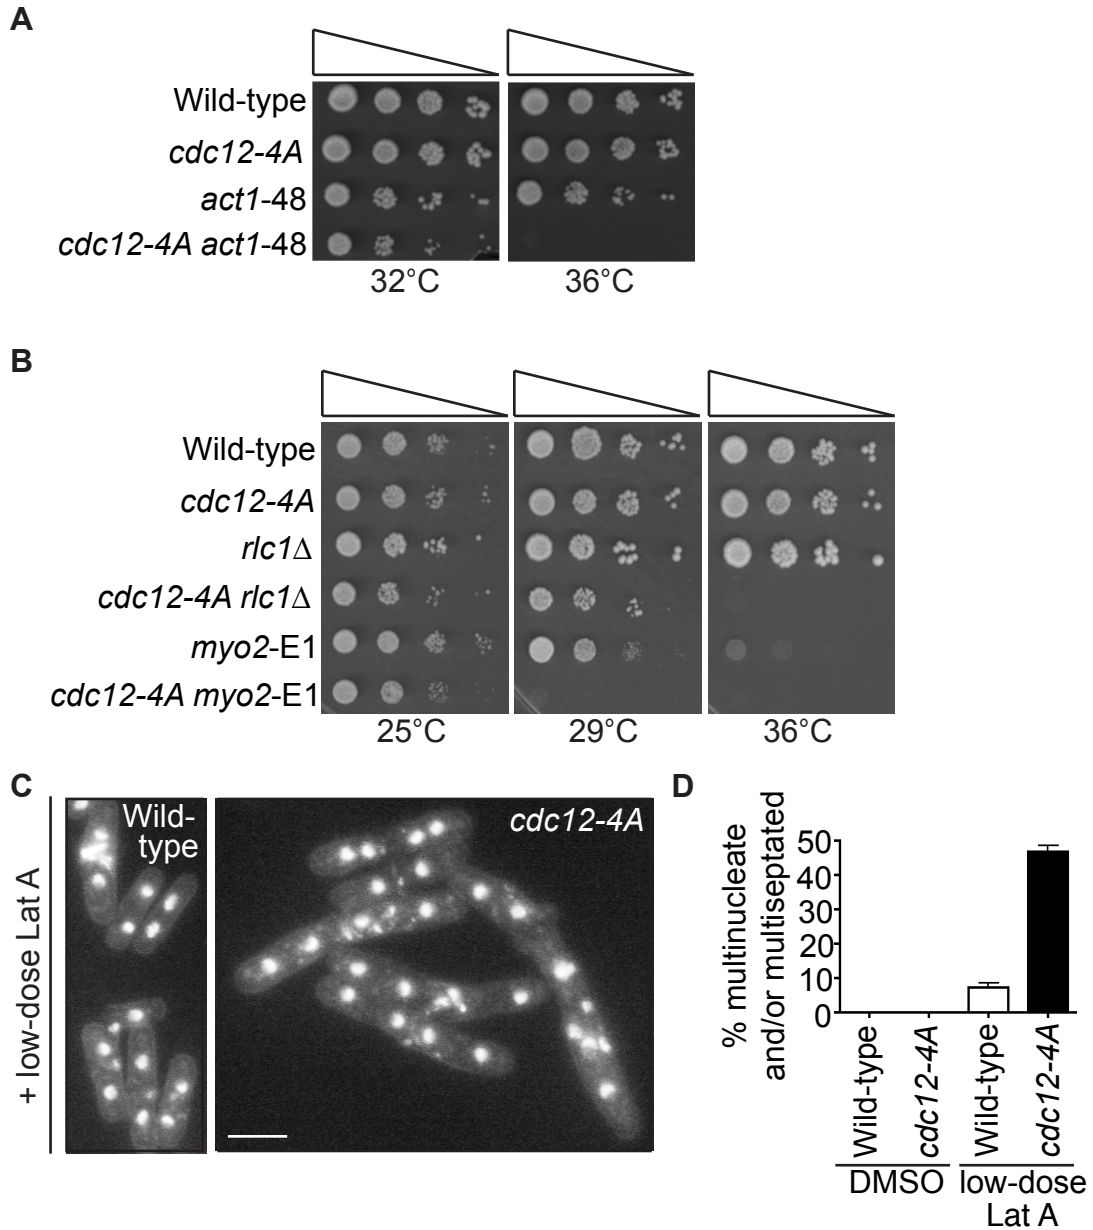 A
Wild-type
cdc12-4A
act1-48
cdc12-4A act1-48
32°C
36°C
B
Wild-type
cdc12-4A
rlc1Δ
cdc12-4A rlc1Δ
myo2-E1
cdc12-4A myo2-E1
25°C
29°C
36°C
C
+ low-dose Lat A
Wild-
type
cdc12-4A
D
% multinucleate
and/or multiseptated
50
40
30
20
10
0
Wild-type
cdc12-4A
Wild-type
cdc12-4A
DMSO
low-dose
Lat A